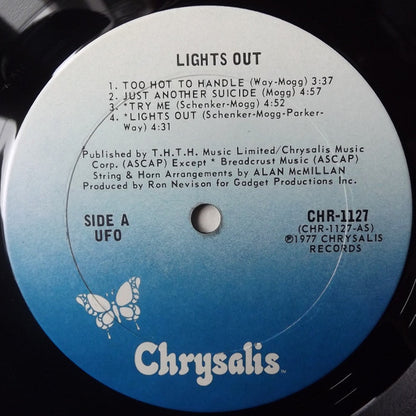 LIGHTS OUT
1. TOO HOT TO HANDLE (Way-Mogg) 3:37
2. JUST ANOTHER SUICIDE (Mogg) 4:57
3. *TRY ME (Schenker-Mogg) 4:52
4. *LIGHTS OUT (Schenker-Mogg-Parker-
Way) 4:31
Published by T.H.T.H. Music Limited/Chrysalis Music
Corp. (ASCAP) Except * Breadcrust Music (ASCAP)
String & Horn Arrangements by ALAN McMILLAN
Produced by Ron Nevison for Gadget Productions Inc.
SIDE A
UFO
CHR-1127
(CHR-1127-AS)
℗1977 CHRYSALIS
RECORDS
Chrysalis™